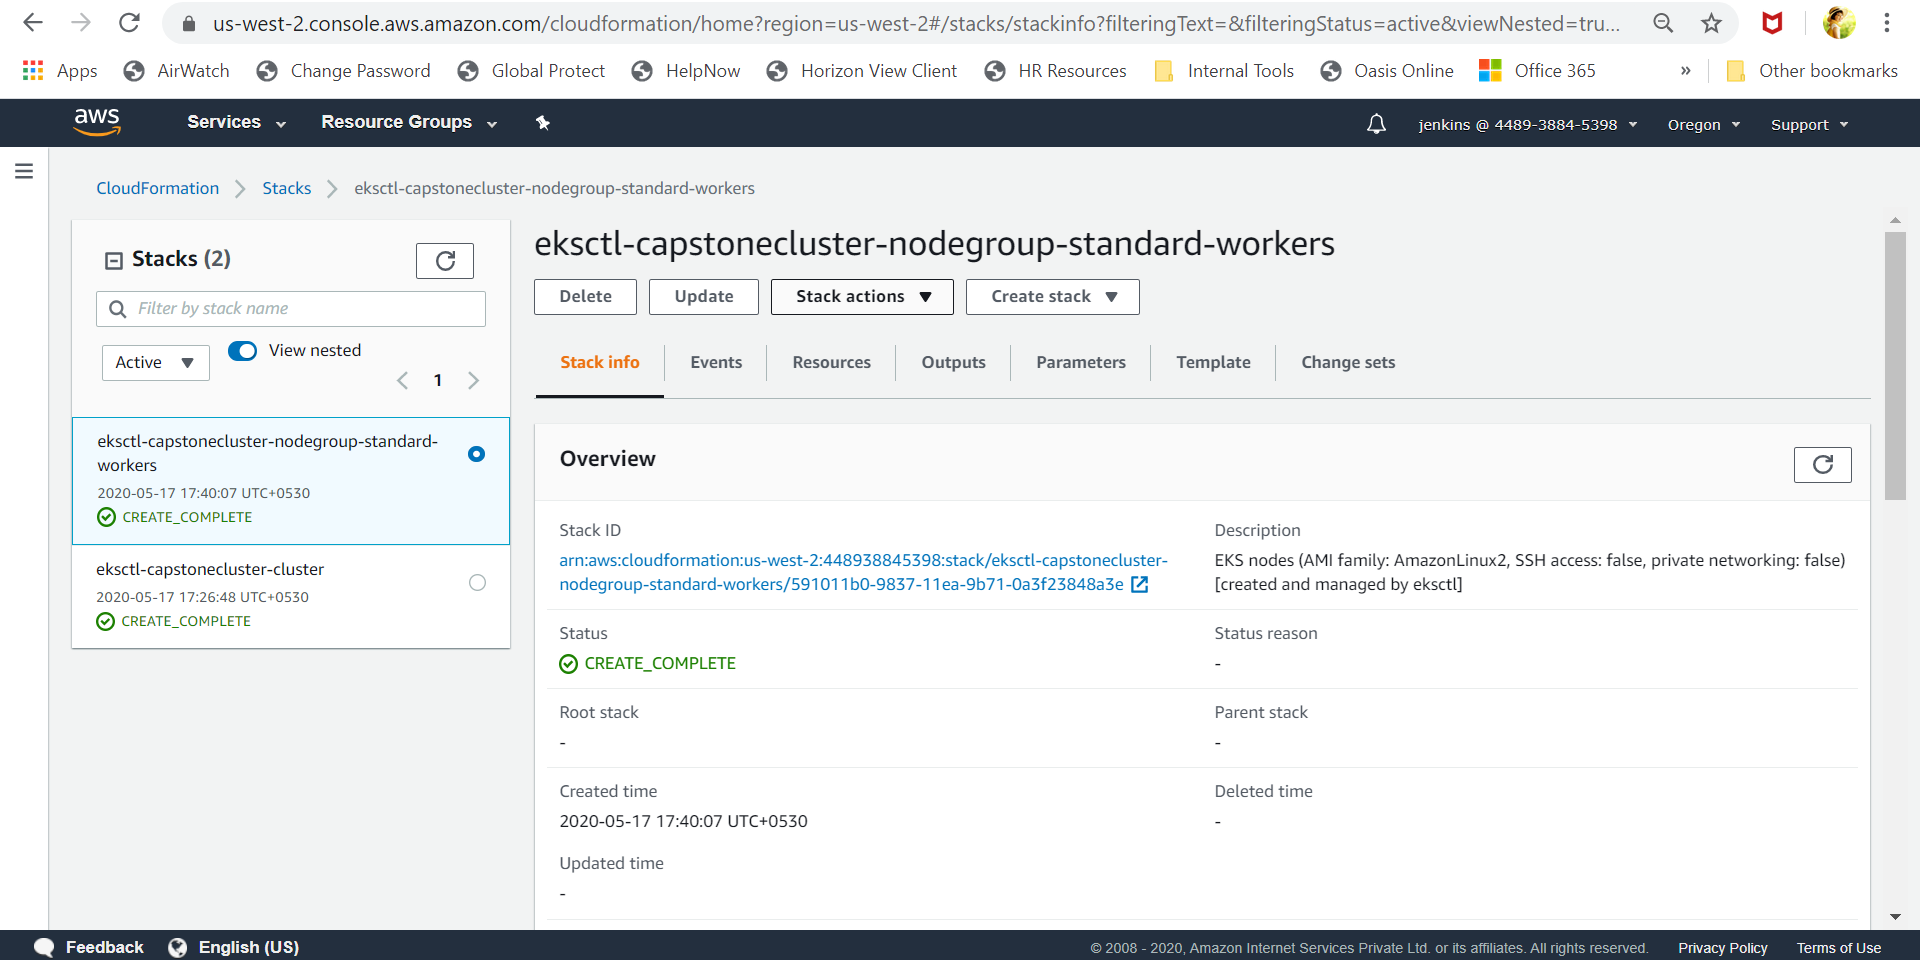 us-west-2.console.aws.amazon.com/cloudformation/home?region=us-west-2#/stacks/stackinfo?filteringText=&filteringStatus=active&viewNested=tru...
Apps AirWatch Change Password Global Protect HelpNow Horizon View Client HR Resources Internal Tools Oasis Online Office 365 » Other bookmarks
aws Services Resource Groups jenkins @ 4489-3884-5398 Oregon Support
CloudFormation Stacks eksctl-capstonecluster-nodegroup-standard-workers
Stacks (2)
Filter by stack name
Active View nested
1
eksctl-capstonecluster-nodegroup-standard-
workers
2020-05-17 17:40:07 UTC+0530
CREATE_COMPLETE
eksctl-capstonecluster-cluster
2020-05-17 17:26:48 UTC+0530
CREATE_COMPLETE
eksctl-capstonecluster-nodegroup-standard-workers
Delete Update Stack actions Create stack
Stack info Events Resources Outputs Parameters Template Change sets
Overview
Stack ID
arn:aws:cloudformation:us-west-2:448938845398:stack/eksctl-capstonecluster-
nodegroup-standard-workers/591011b0-9837-11ea-9b71-0a3f23848a3e
Description
EKS nodes (AMI family: AmazonLinux2, SSH access: false, private networking: false)
[created and managed by eksctl]
Status
CREATE_COMPLETE
Status reason
-
Root stack
-
Parent stack
-
Created time
2020-05-17 17:40:07 UTC+0530
Deleted time
-
Updated time
-
Feedback English (US) © 2008 - 2020, Amazon Internet Services Private Ltd. or its affiliates. All rights reserved. Privacy Policy Terms of Use